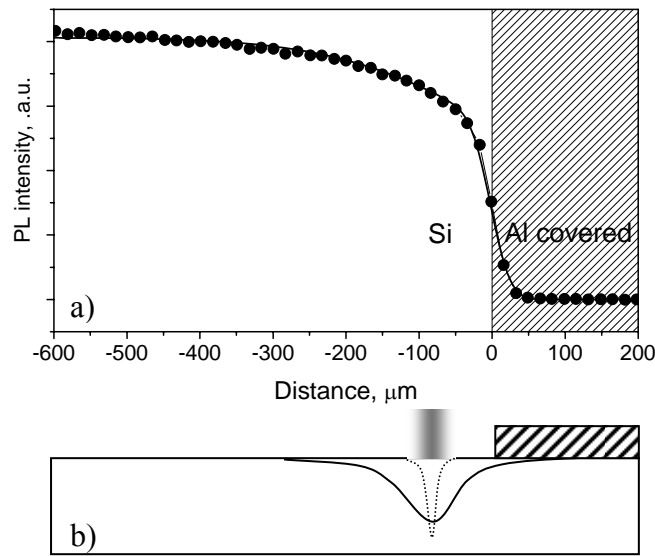 PL intensity, .a.u.
Si
Al covered
a)
-600
-500
-400
-300
-200
-100
0
100
200
Distance, μm
b)